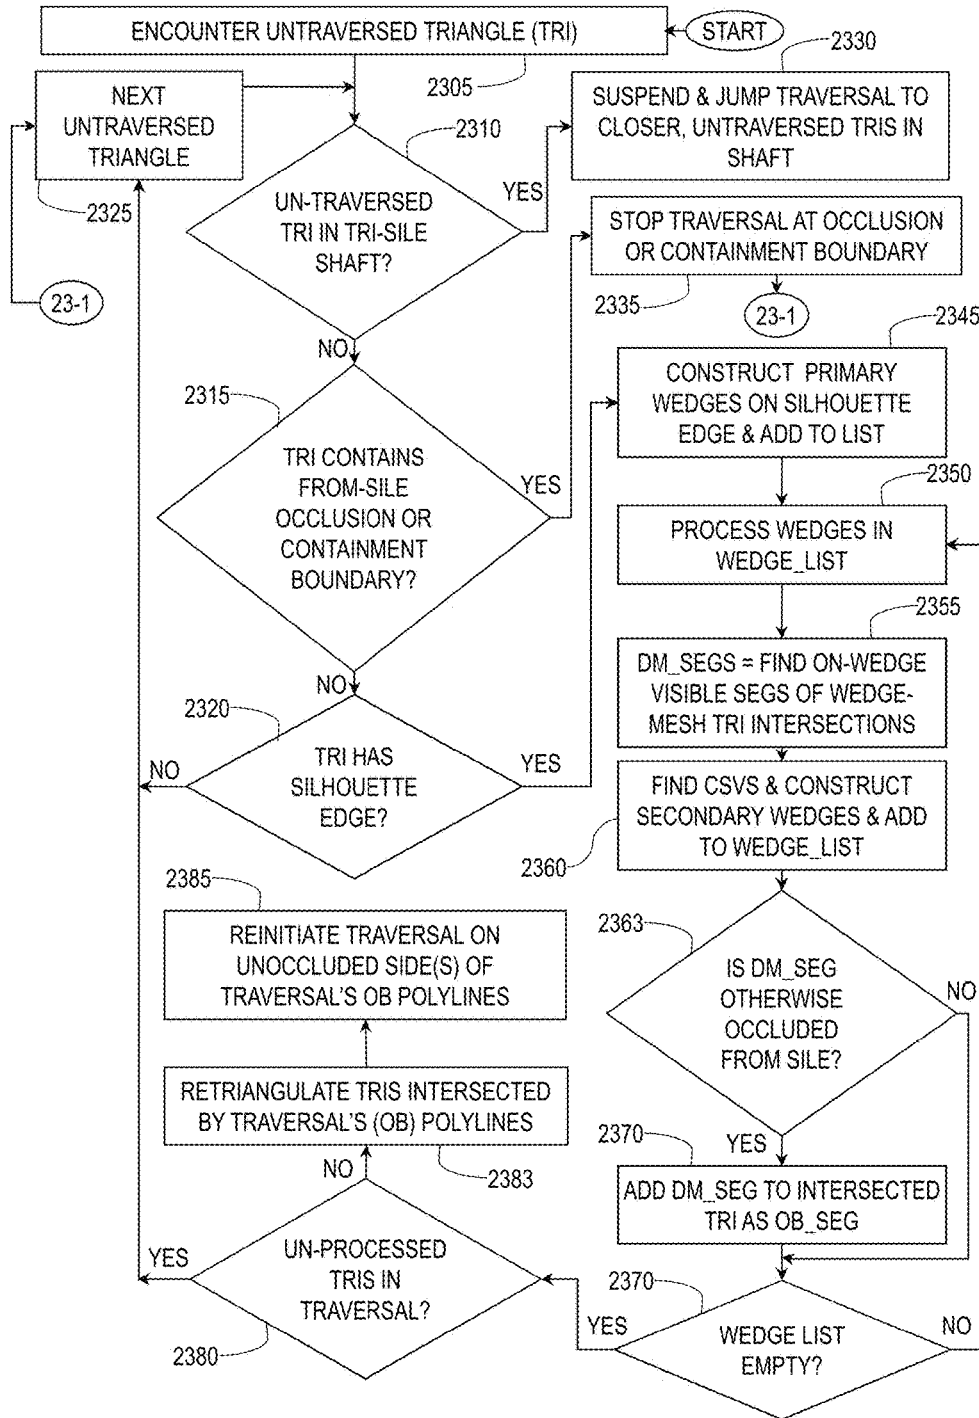 ENCOUNTER UNTRAVERSED TRIANGLE (TRI)
START
2305
2330
NEXT
UNTRAVERSED
TRIANGLE
2325
2310
SUSPEND & JUMP TRAVERSAL TO
CLOSER, UNTRAVERSED TRIS IN
SHAFT
YES
UN-TRAVERSED
TRI IN TRI-SILE
SHAFT?
STOP TRAVERSAL AT OCCLUSION
OR CONTAINMENT BOUNDARY
2335
23-1
23-1
NO
2345
2315
CONSTRUCT PRIMARY
WEDGES ON SILHOUETTE
EDGE & ADD TO LIST
TRI CONTAINS
FROM-SILE
OCCLUSION OR
CONTAINMENT
BOUNDARY?
YES
2350
PROCESS WEDGES IN
WEDGE_LIST
2355
NO
DM_SEGS = FIND ON-WEDGE
VISIBLE SEGS OF WEDGE-
MESH TRI INTERSECTIONS
2320
TRI HAS
SILHOUETTE
EDGE?
NO
YES
FIND CSVS & CONSTRUCT
SECONDARY WEDGES & ADD
TO WEDGE_LIST
2360
2385
REINITIATE TRAVERSAL ON
UNOCCLUDED SIDE(S) OF
TRAVERSAL'S OB POLYLINES
2363
IS DM_SEG
OTHERWISE
OCCLUDED
FROM SILE?
NO
RETRIANGULATE TRIS INTERSECTED
BY TRAVERSAL'S (OB) POLYLINES
2383
YES
2370
ADD DM_SEG TO INTERSECTED
TRI AS OB_SEG
NO
YES
UN-PROCESSED
TRIS IN
TRAVERSAL?
2380
2370
YES
WEDGE LIST
EMPTY?
NO